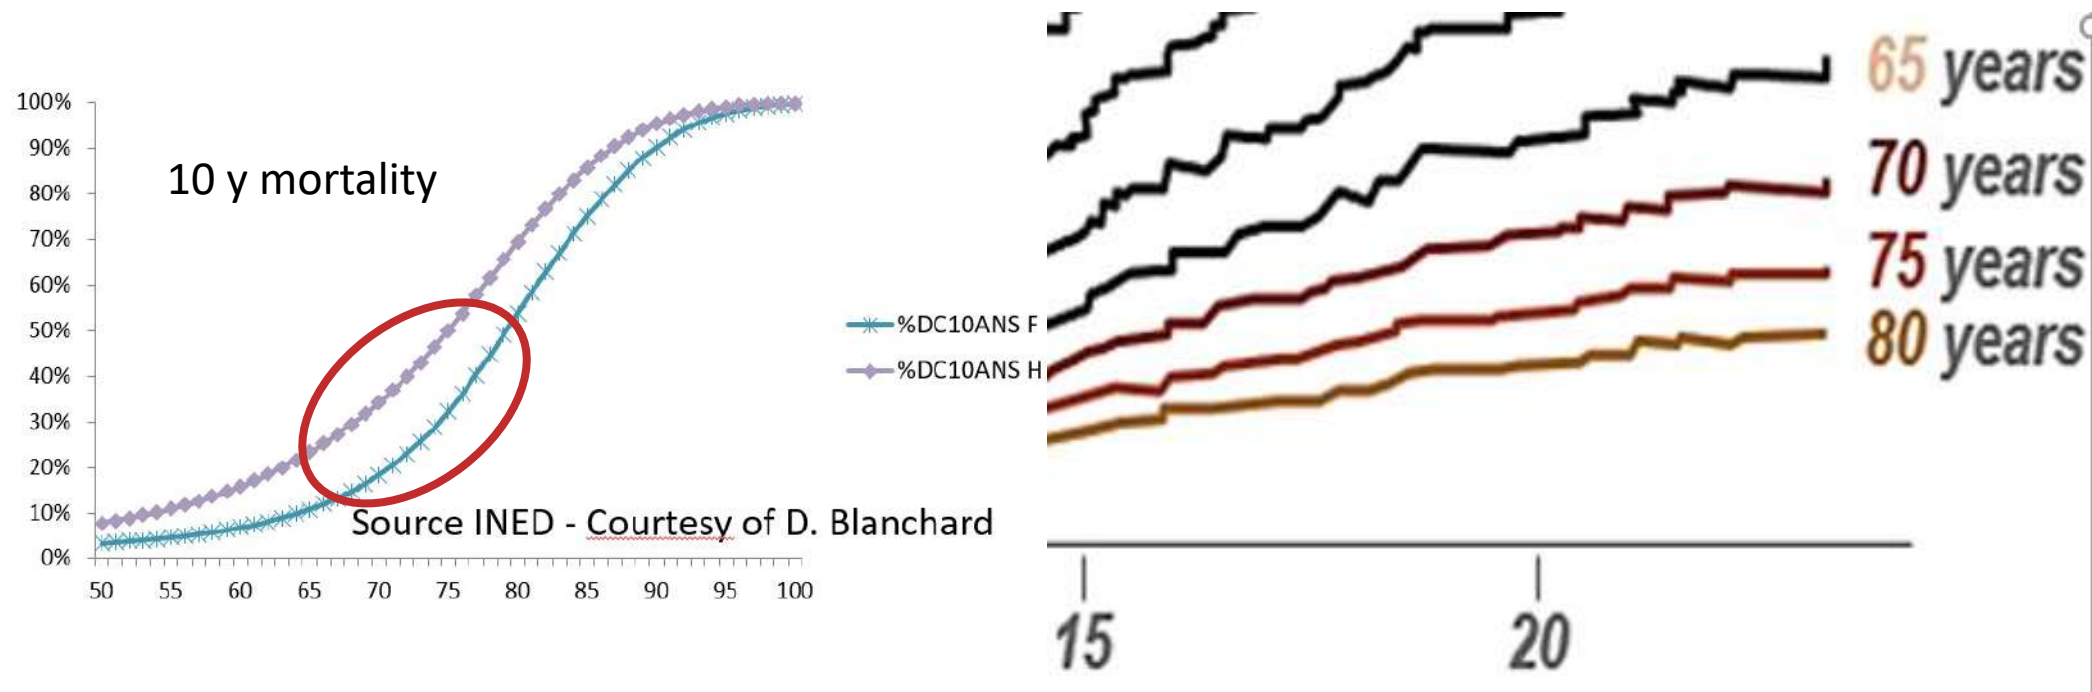 100%
90%
80%
70%
60%
50%
40%
30%
20%
10%
0%
10 y mortality
%DC10ANS F
%DC10ANS H
Source INED - Courtesy of D. Blanchard
50 55 60 65 70 75 80 85 90 95 100
65 years
70 years
75 years
80 years
15 20